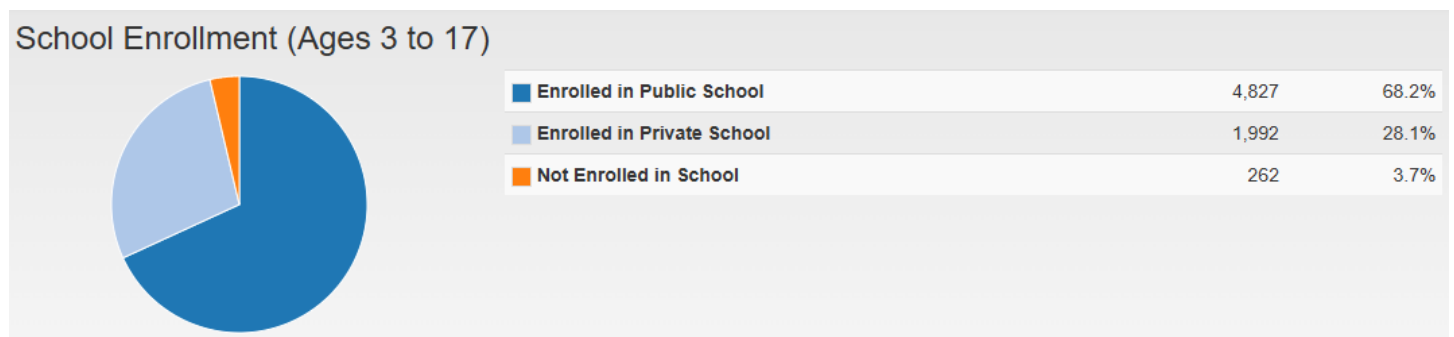 School Enrollment (Ages 3 to 17)
Enrolled in Public School 4,827 68.2%
Enrolled in Private School 1,992 28.1%
Not Enrolled in School 262 3.7%